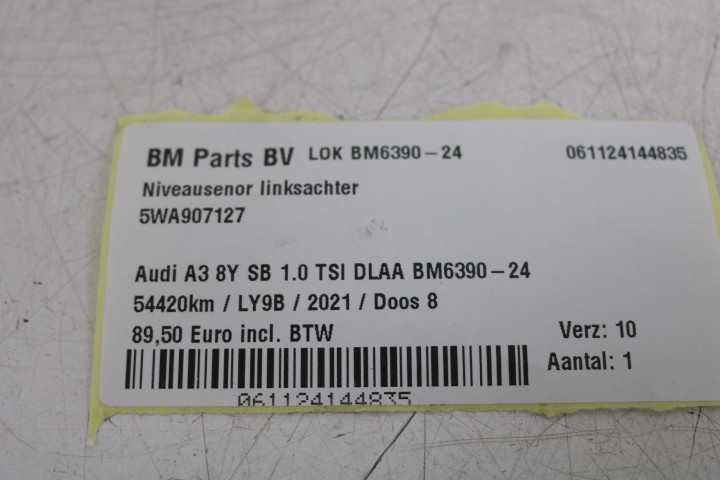 BM Parts BV LOK BM6390-24 061124144835
Niveausenor linksachter
5WA907127
Audi A3 8Y SB 1.0 TSI DLAA BM6390-24
54420km / LY9B / 2021 / Doos 8
89,50 Euro incl. BTW Verz: 10
Aantal: 1
061124144835